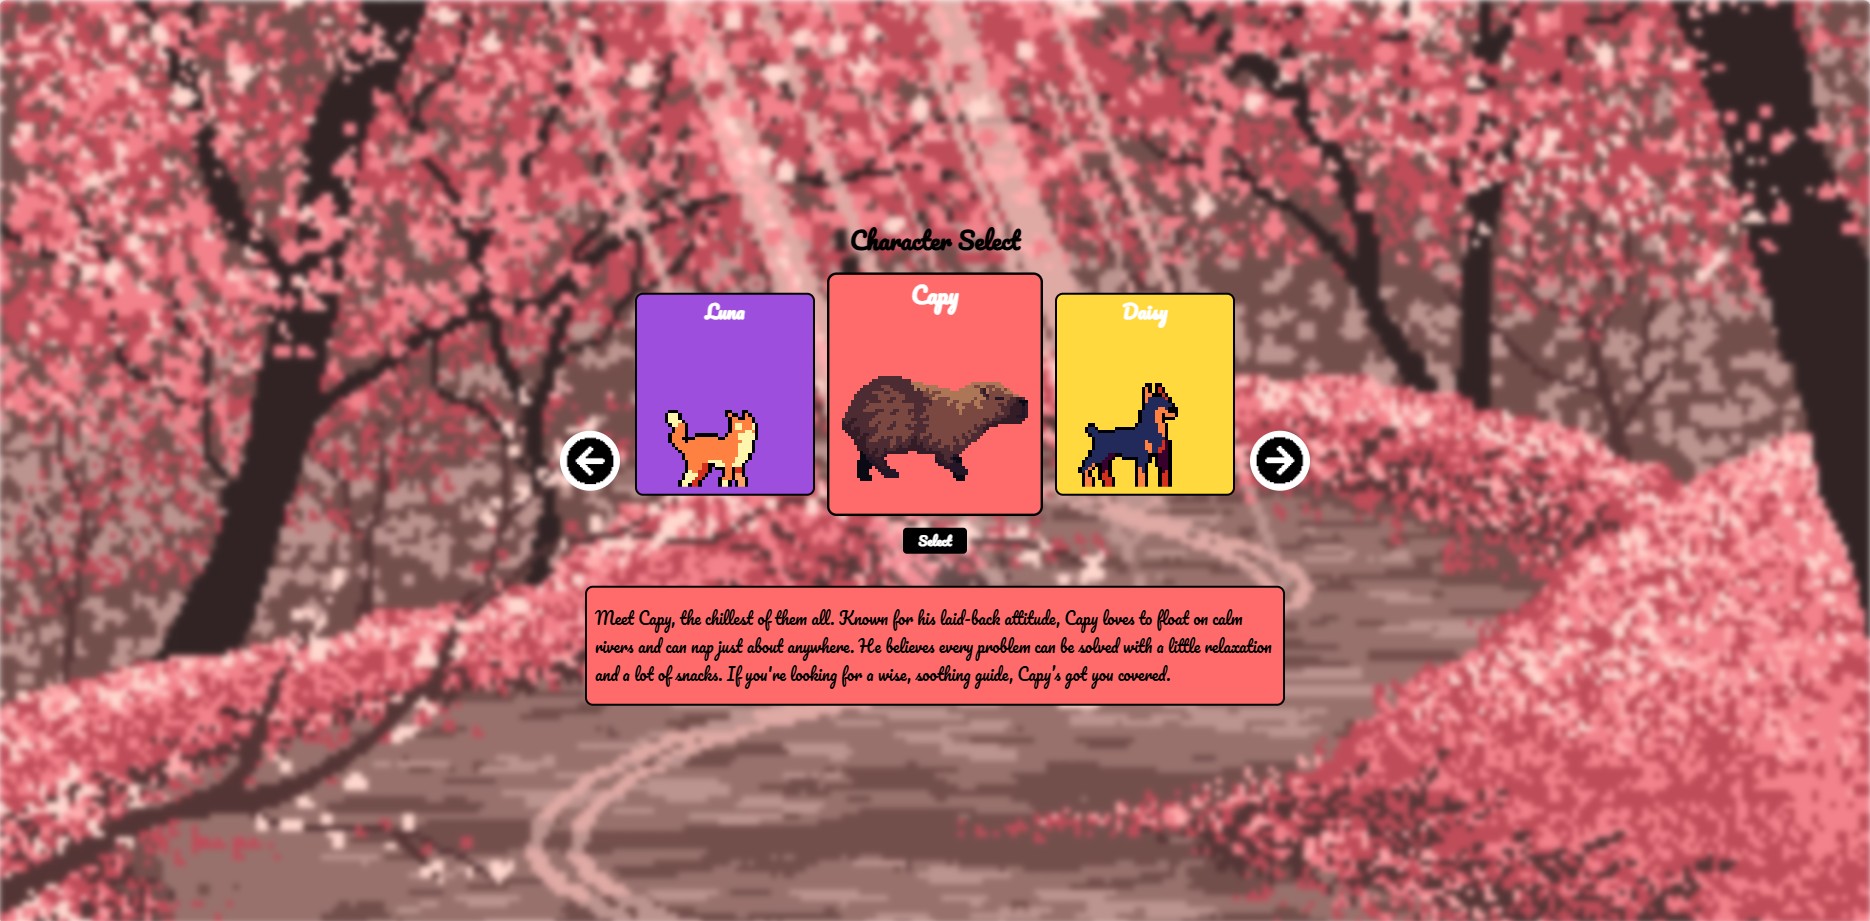 Character Select
Luna
Capy
Daisy
Select
Meet Capy, the chillest of them all. Known for his laid-back attitude, Capy loves to float on calm
rivers and can nap just about anywhere. He believes every problem can be solved with a little relaxation
and a lot of snacks. If you're looking for a wise, soothing guide, Capy's got you covered.